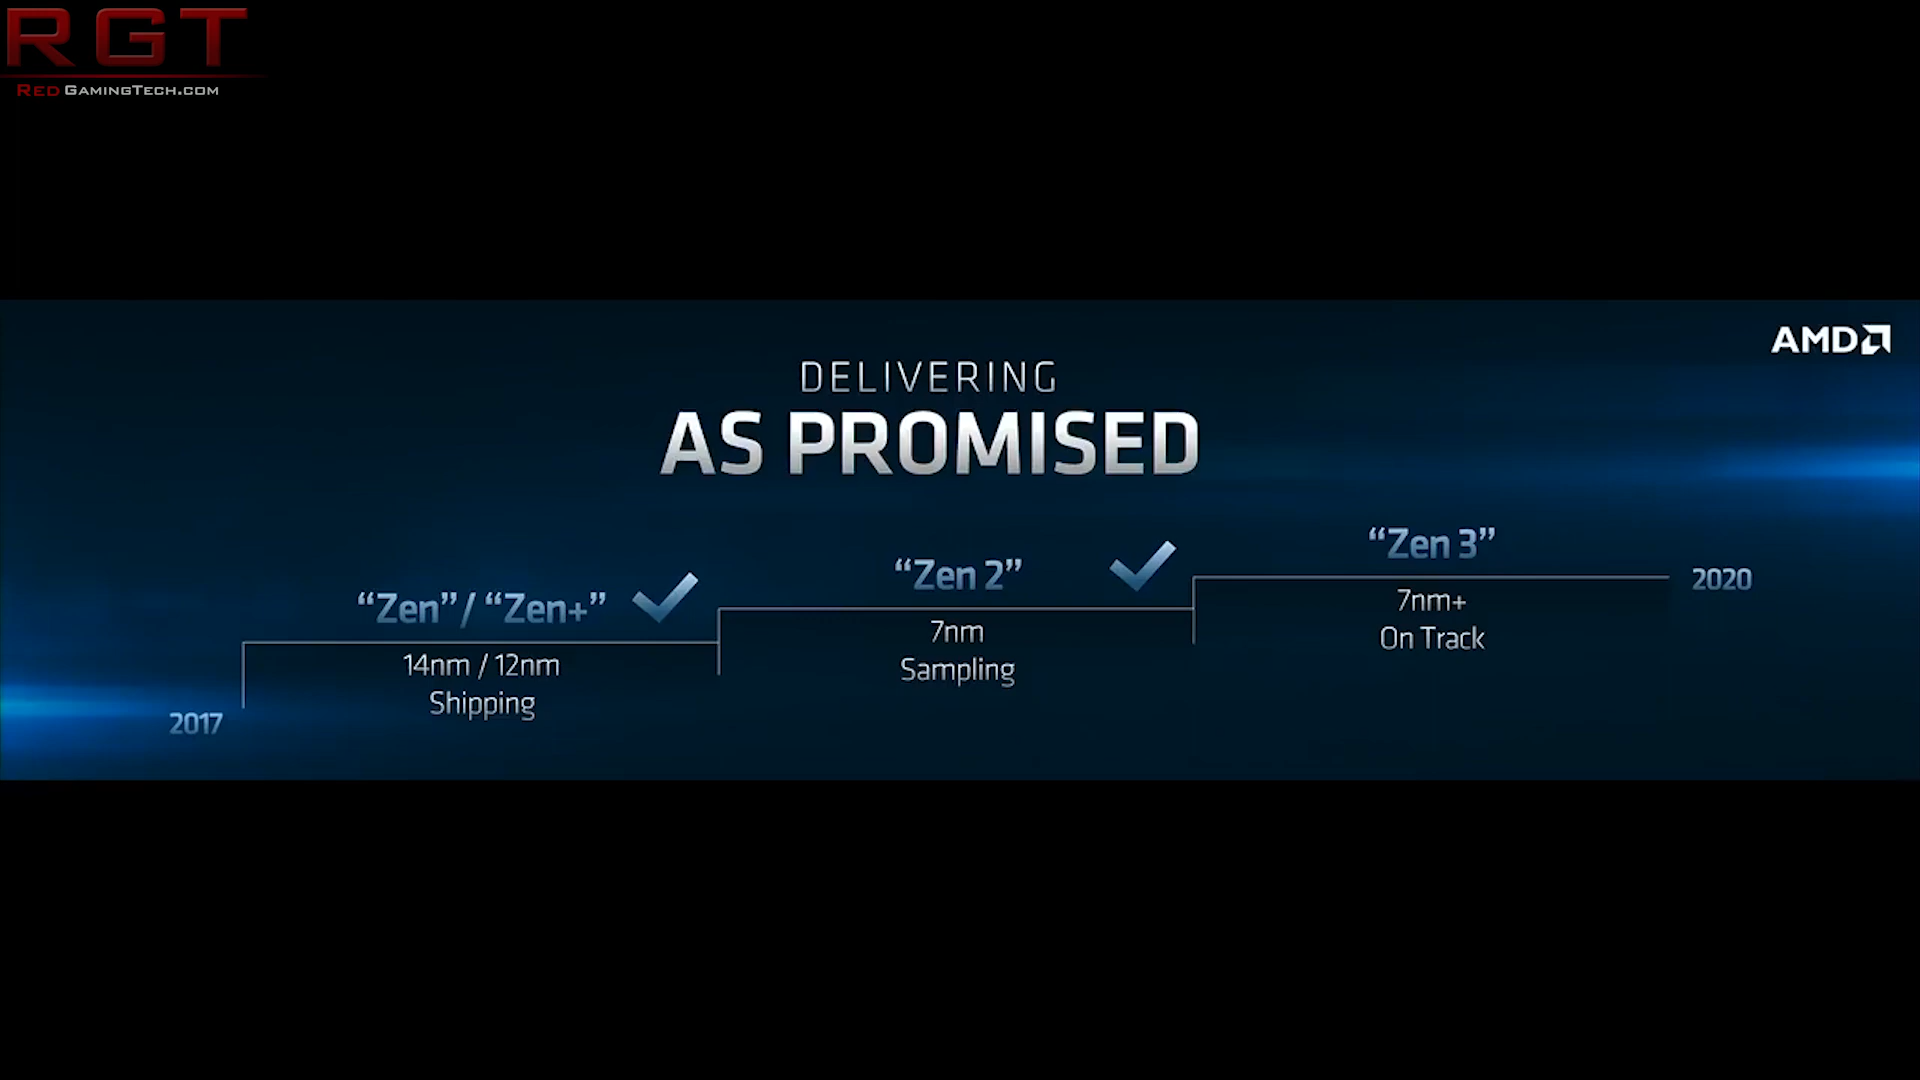 RGT
RedGamingTech.com
AMD
DELIVERING
AS PROMISED
“Zen”/ “Zen+”
14nm / 12nm
Shipping
“Zen 2”
7nm
Sampling
“Zen 3”
7nm+
On Track
2017
2020